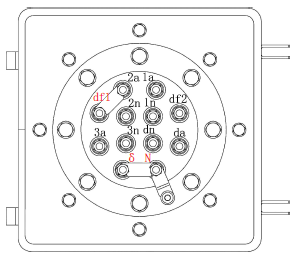 2a 1a
df1
2n 1n df2
3a 3n dn da
δ N